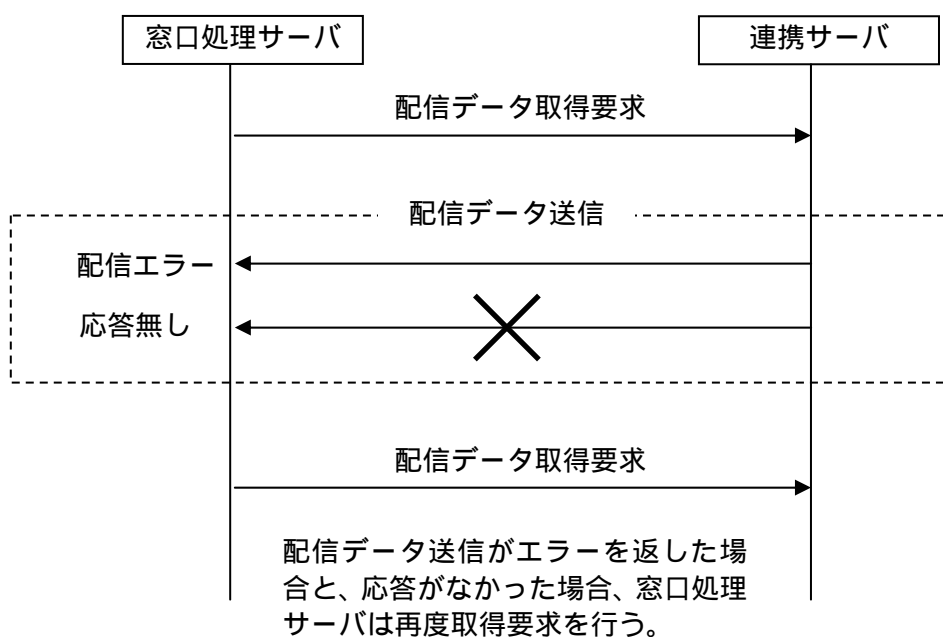 窓口処理サーバ
連携サーバ
配信データ取得要求
配信データ送信
配信エラー
応答無し
配信データ取得要求
配信データ送信がエラーを返した場
合と、応答がなかった場合、窓口処理
サーバは再度取得要求を行う。